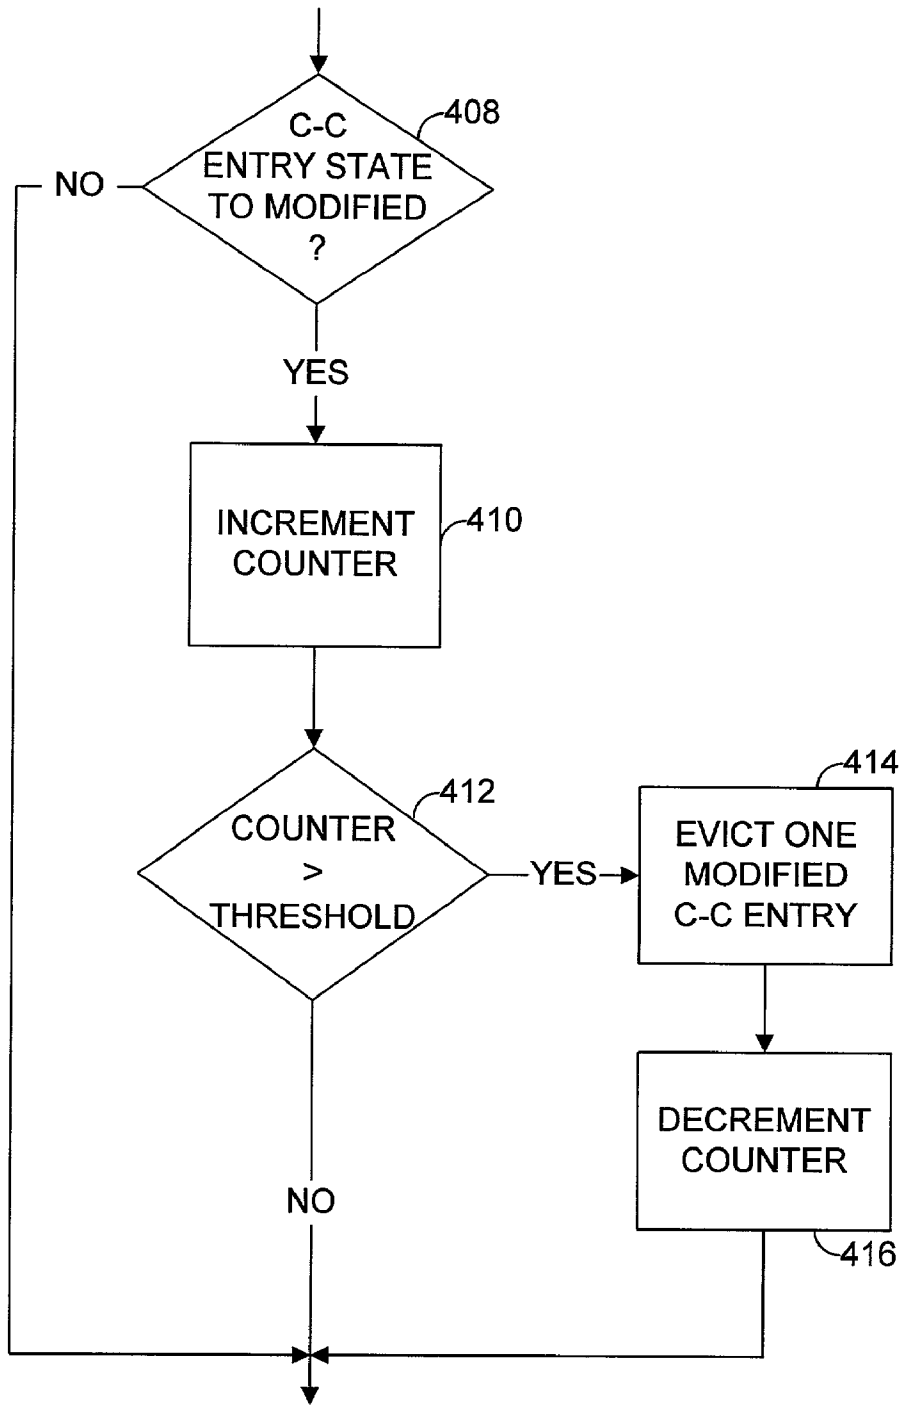 408
C-C
ENTRY STATE
TO MODIFIED
?
NO
YES
INCREMENT
COUNTER
410
412
COUNTER
>
THRESHOLD
YES
414
EVICT ONE
MODIFIED
C-C ENTRY
DECREMENT
COUNTER
416
NO